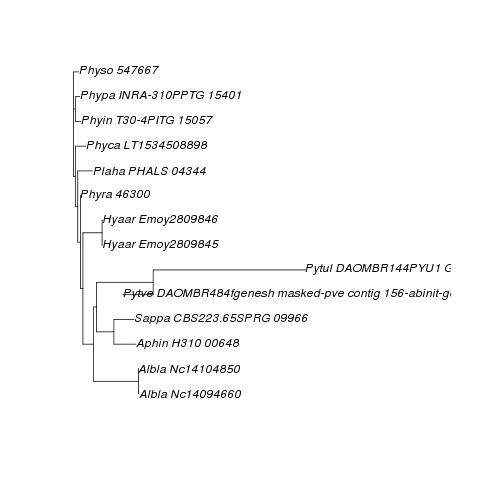 Physo 547667
Phypa INRA-310PPTG 15401
Phyin T30-4PITG 15057
Phyca LT1534508898
Plaha PHALS 04344
Phyra 46300
Hyaar Emoy2809846
Hyaar Emoy2809845
Pytul DAOMBR144PYU1 G
Pytve DAOMBR484fgenesh masked-pve contig 156-abinit-g
Sappa CBS223.65SPRG 09966
Aphin H310 00648
Albla Nc14104850
Albla Nc14094660